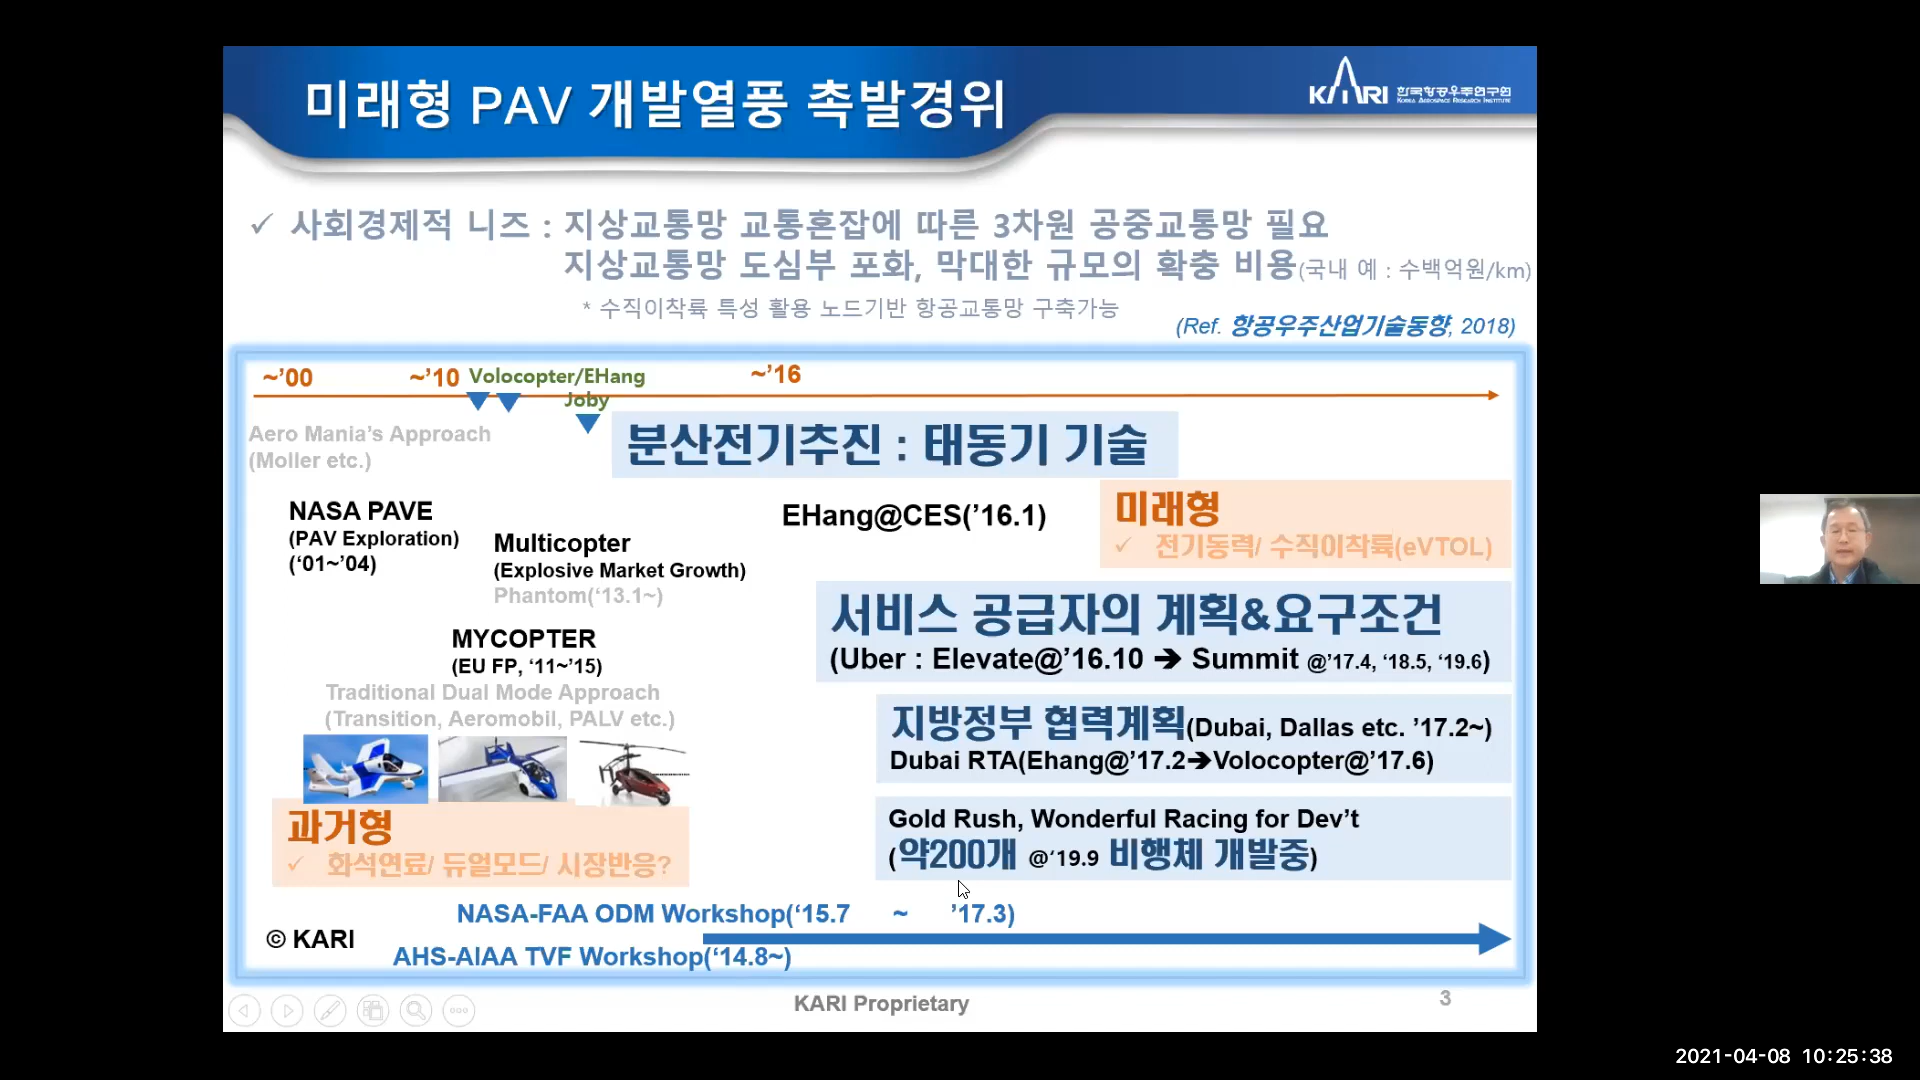 미래형 PAV 개발열풍 촉발경위
KARI 한국항공우주연구원
KOREA AEROSPACE RESEARCH INSTITUTE
✓ 사회경제적 니즈 : 지상교통망 교통혼잡에 따른 3차원 공중교통망 필요
지상교통망 도심부 포화, 막대한 규모의 확충 비용(국내 예 : 수백억원/km)
* 수직이착륙 특성 활용 노드기반 항공교통망 구축가능
(Ref. 항공우주산업기술동향, 2018)
~’00
~’10
Volocopter/EHang
~’16
Joby
Aero Mania’s Approach
(Moller etc.)
분산전기추진 : 태동기 기술
NASA PAVE
(PAV Exploration)
(‘01~’04)
Multicopter
(Explosive Market Growth)
Phantom(‘13.1~)
EHang@CES(’16.1)
미래형
✓ 전기동력/ 수직이착륙(eVTOL)
서비스 공급자의 계획&요구조건
(Uber : Elevate@’16.10 ➔ Summit @’17.4, ‘18.5, ‘19.6)
MYCOPTER
(EU FP, ‘11~’15)
Traditional Dual Mode Approach
(Transition, Aeromobil, PALV etc.)
지방정부 협력계획(Dubai, Dallas etc. ’17.2~)
Dubai RTA(Ehang@’17.2➔Volocopter@’17.6)
과거형
✓ 화석연료/ 듀얼모드/ 시장반응?
Gold Rush, Wonderful Racing for Dev’t
(약200개 @‘19.9 비행체 개발중)
NASA-FAA ODM Workshop(‘15.7 ~ ’17.3)
© KARI
AHS-AIAA TVF Workshop(‘14.8~)
KARI Proprietary
3
2021-04-08 10:25:38